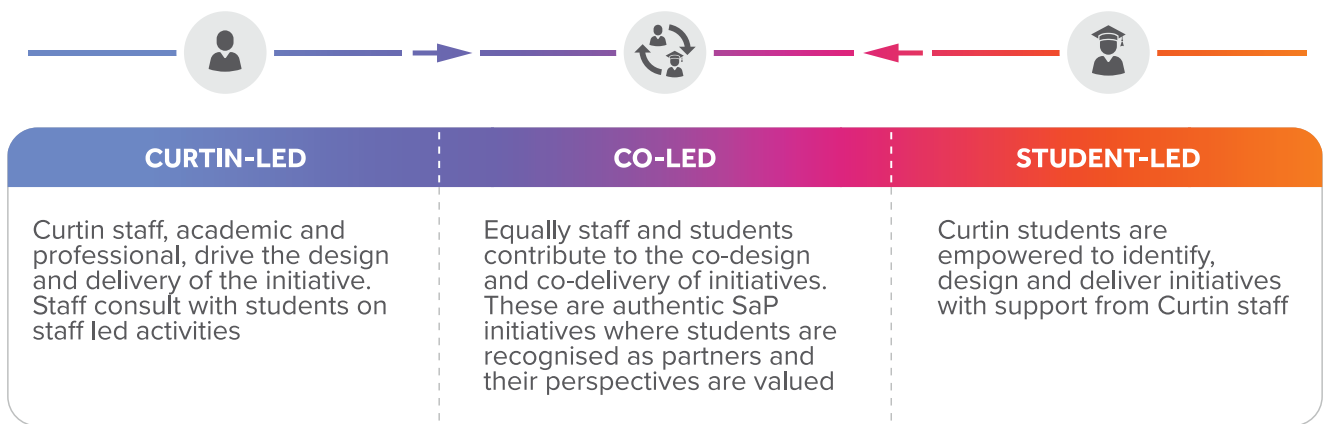 CURTIN-LED
Curtin staff, academic and
professional, drive the design
and delivery of the initiative.
Staff consult with students on
staff led activities
CO-LED
Equally staff and students
contribute to the co-design
and co-delivery of initiatives.
These are authentic SaP
initiatives where students are
recognised as partners and
their perspectives are valued
STUDENT-LED
Curtin students are
empowered to identify,
design and deliver initiatives
with support from Curtin staff